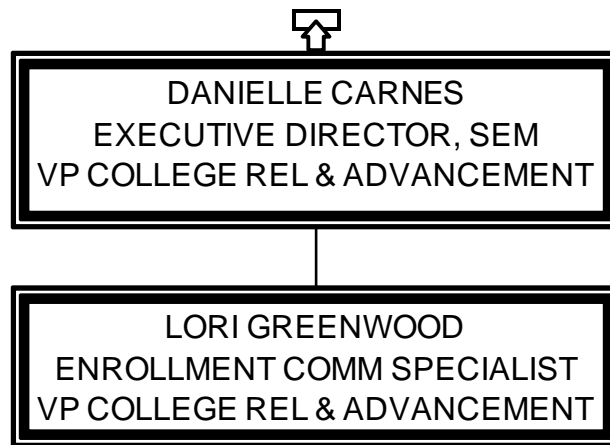 DANIELLE CARNES
EXECUTIVE DIRECTOR, SEM
VP COLLEGE REL & ADVANCEMENT
LORI GREENWOOD
ENROLLMENT COMM SPECIALIST
VP COLLEGE REL & ADVANCEMENT